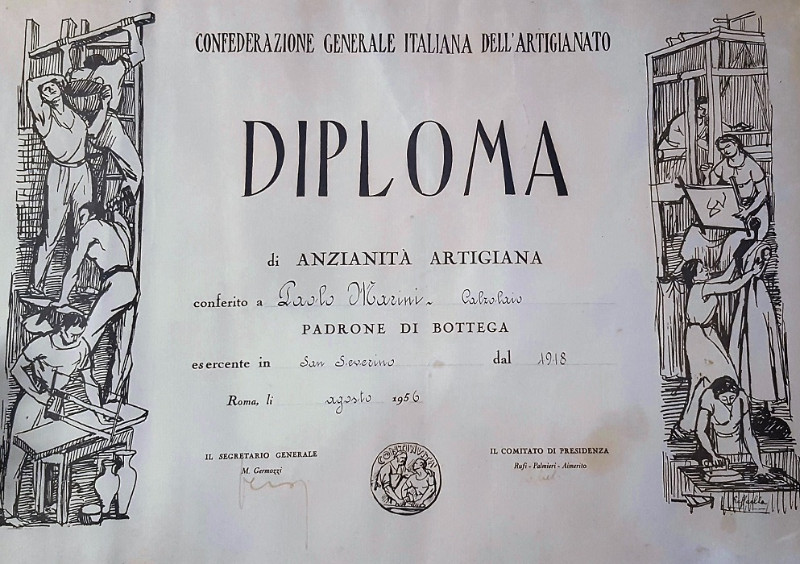 CONFEDERAZIONE GENERALE ITALIANA DELL'ARTIGIANATO
DIPLOMA
di ANZIANITÀ ARTIGIANA
conferito a Paolo Marini - Calzolaio
PADRONE DI BOTTEGA
esercente in San Severino dal 1918
Roma, li agosto 1956
IL SEGRETARIO GENERALE
M. Germozzi
IL COMITATO DI PRESIDENZA
Rufi - Palmieri - Aimerito